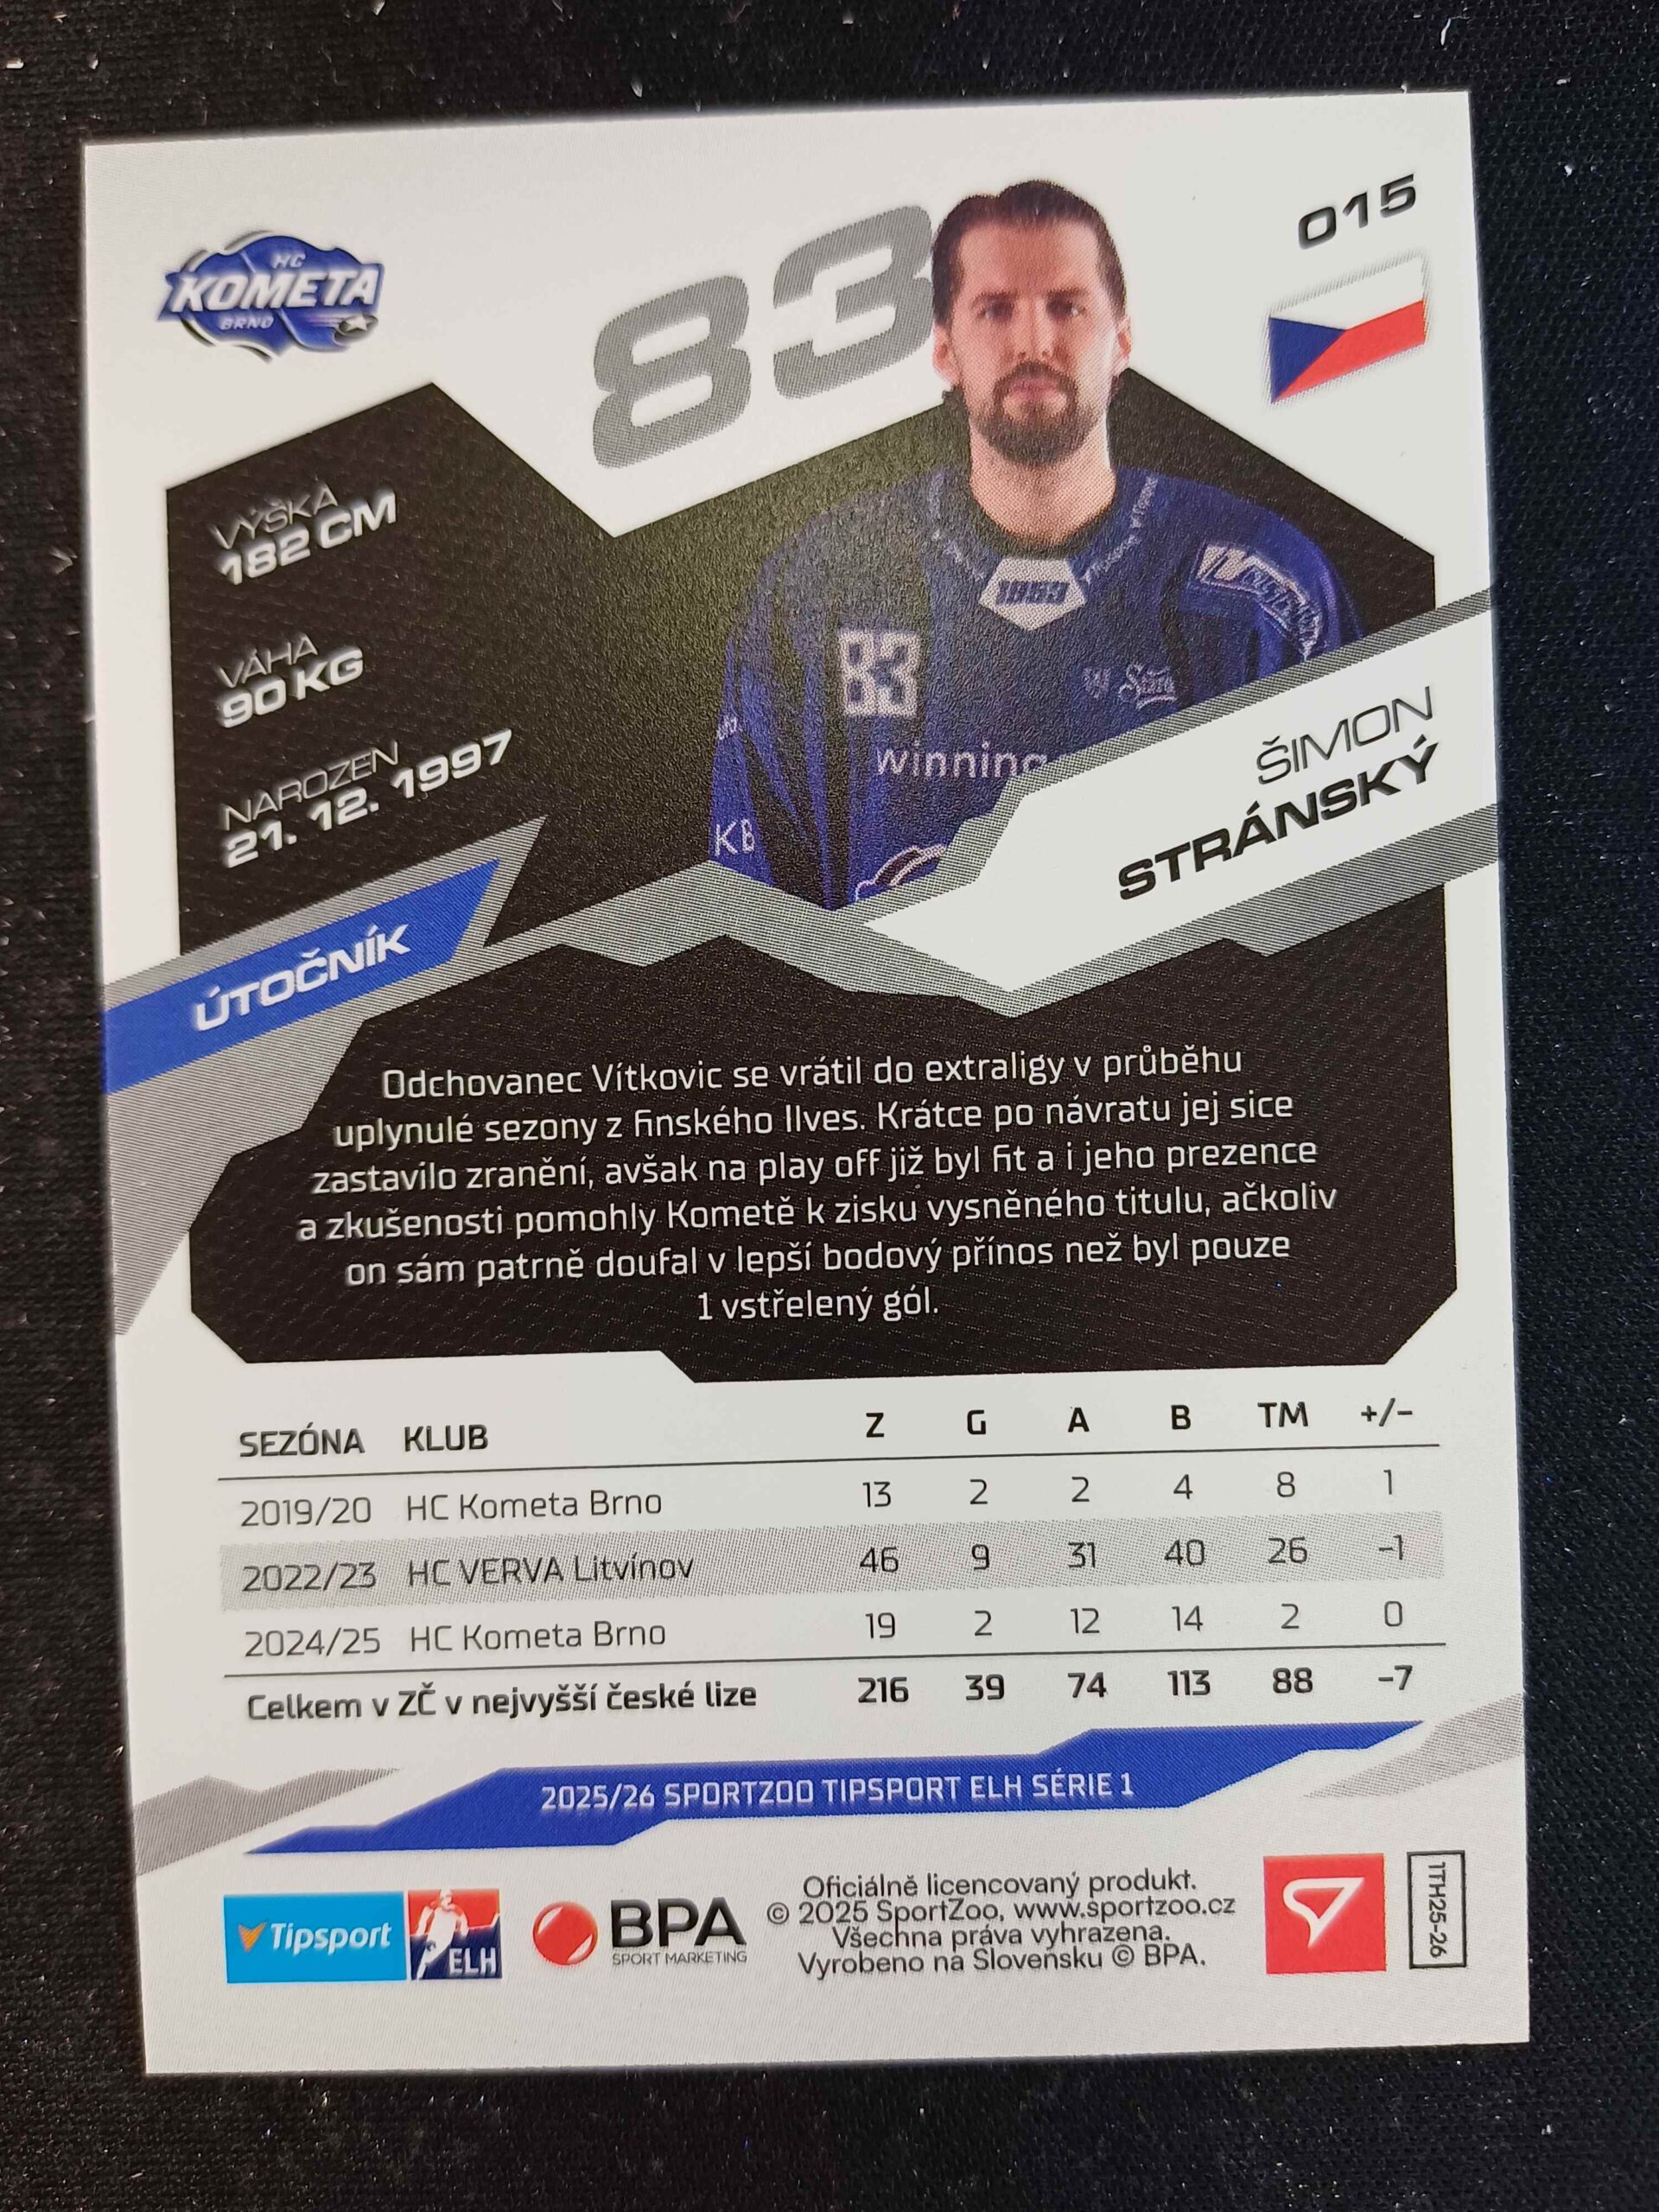 HC
KOMETA
BRNO
83
015
VÝŠKA
182 CM
VÁHA
90 KG
NAROZEN
21. 12. 1997
1953
83
winning
KB
ŠIMON
STRÁNSKÝ
ÚTOČNÍK
Odchovanec Vítkovic se vrátil do extraligy v průběhu
uplynulé sezony z finského Ilves. Krátce po návratu jej sice
zastavilo zranění, avšak na play off již byl fit a i jeho prezence
a zkušenosti pomohly Kometě k zisku vysněného titulu, ačkoliv
on sám patrně doufal v lepší bodový přínos než byl pouze
1 vstřelený gól.
SEZÓNA KLUB Z G A B TM +/-
2019/20 HC Kometa Brno 13 2 2 4 8 1
2022/23 HC VERVA Litvínov 46 9 31 40 26 -1
2024/25 HC Kometa Brno 19 2 12 14 2 0
Celkem v ZČ v nejvyšší české lize 216 39 74 113 88 -7
2025/26 SPORTZOO TIPSPORT ELH SÉRIE 1
Tipsport
ELH
BPA
SPORT MARKETING
Oficiálně licencovaný produkt.
© 2025 SportZoo, www.sportzoo.cz
Všechna práva vyhrazena.
Vyrobeno na Slovensku © BPA.
1TH25-26